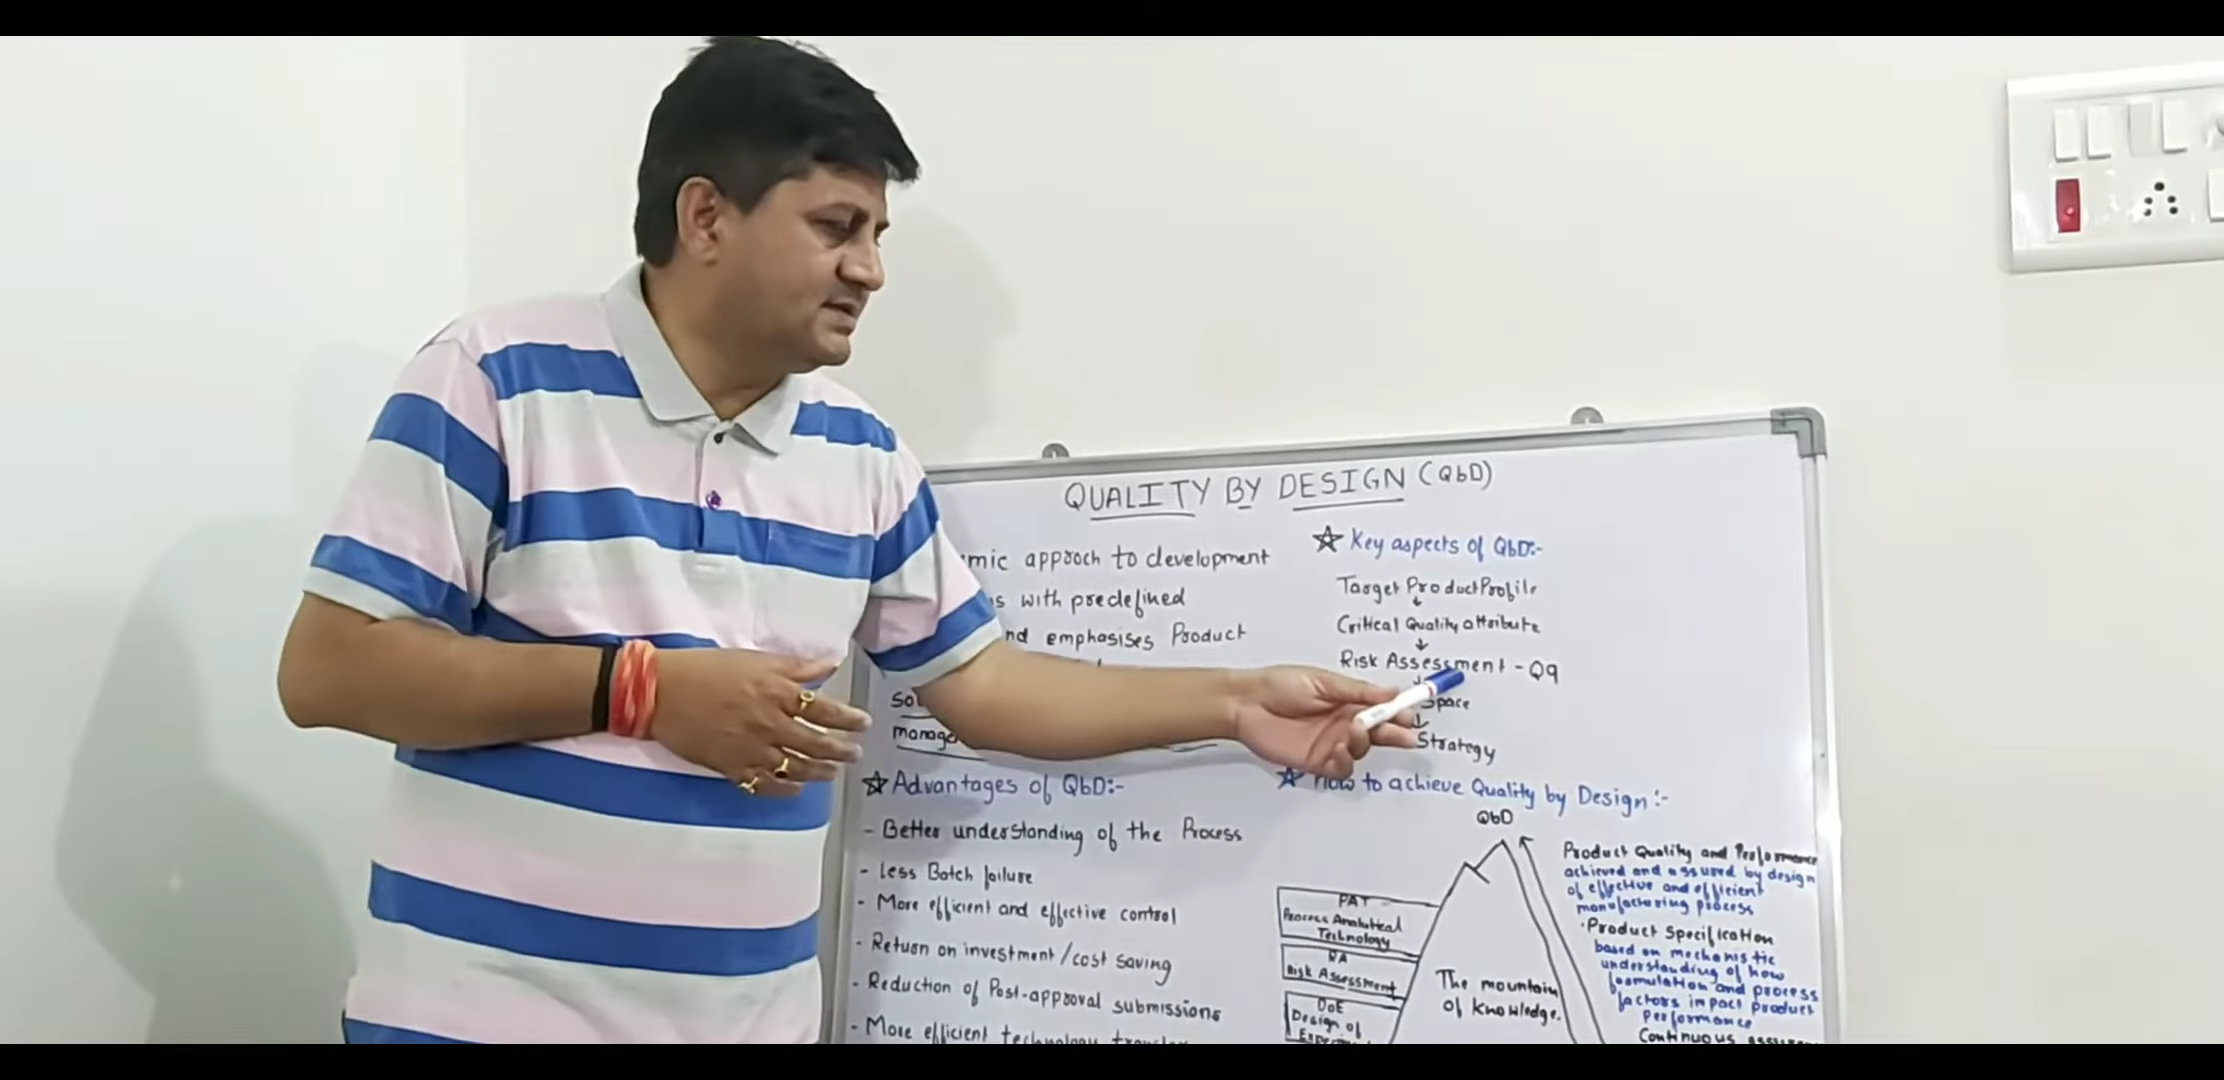 QUALITY BY DESIGN (QbD)
mic approch to development
s with predefined
nd emphasises Product
manage
☆ Advantages of QbD:-
- Better understanding of the Process
- Less Batch failure
- More efficient and effective control
- Return on investment/cost saving
- Reduction of Post-approval submissions
- More efficient technology
☆ Key aspects of QbD:-
Target Product Profile
↓
Critical Quality attribute
↓
Risk Assessment - Q9
↓
Space
↓
Strategy
☆ How to achieve Quality by Design:-
QbD
PAT
Process Analytical
Technology
RA
Risk Assessment
DoE
Design of
The mountain
of knowledge.
Product Quality and Performance
achieved and assured by design
of effective and efficient
manufacturing process
· Product Specification
based on mechanistic
understanding of how
formulation and process
factors impact product
performance
Continuous